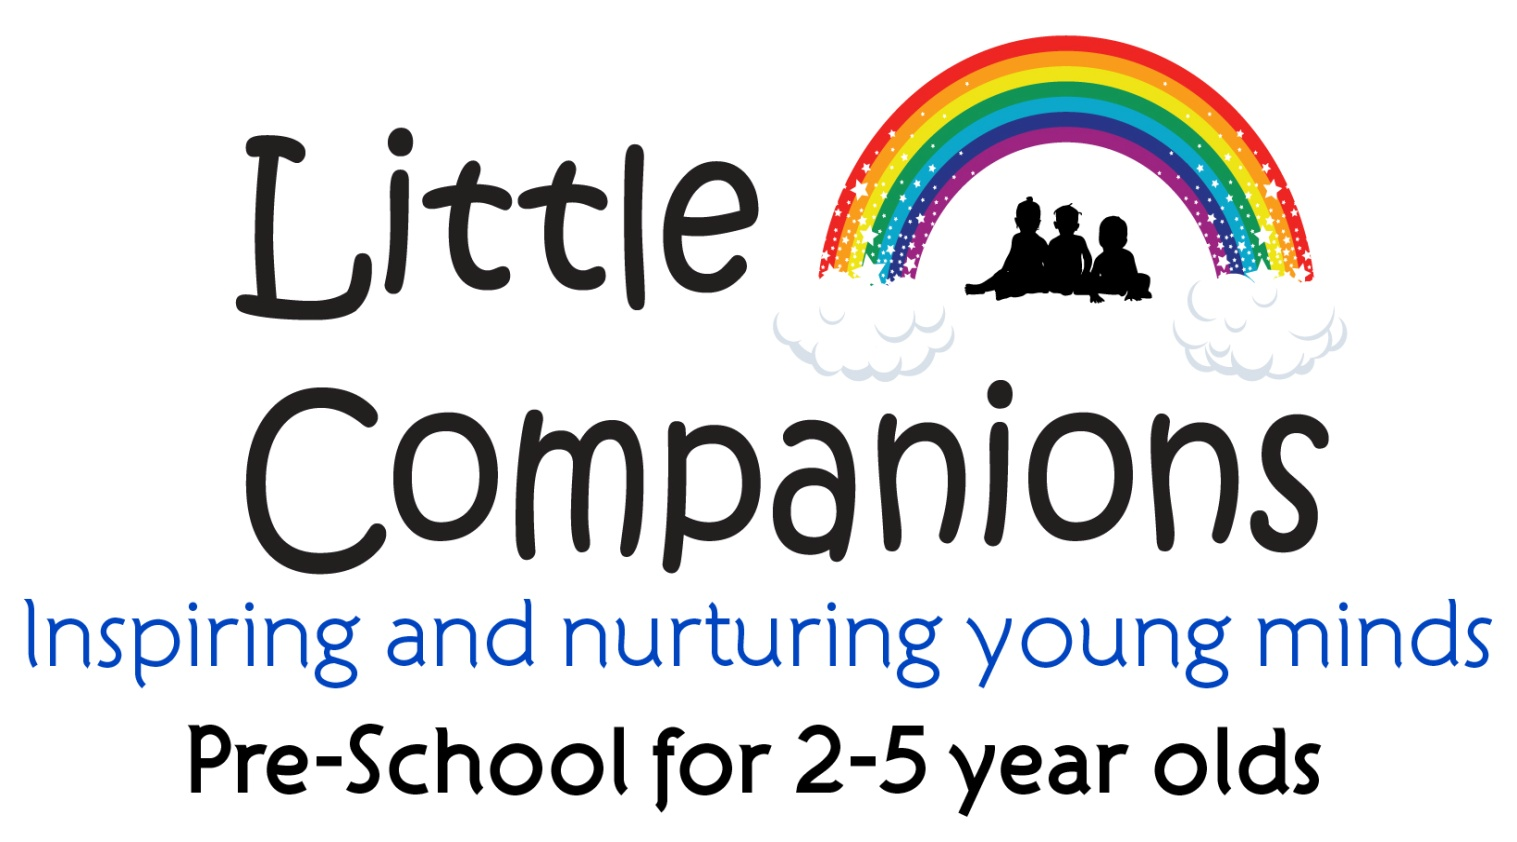 Little
Companions
Inspiring and nurturing young minds
Pre-School for 2-5 year olds